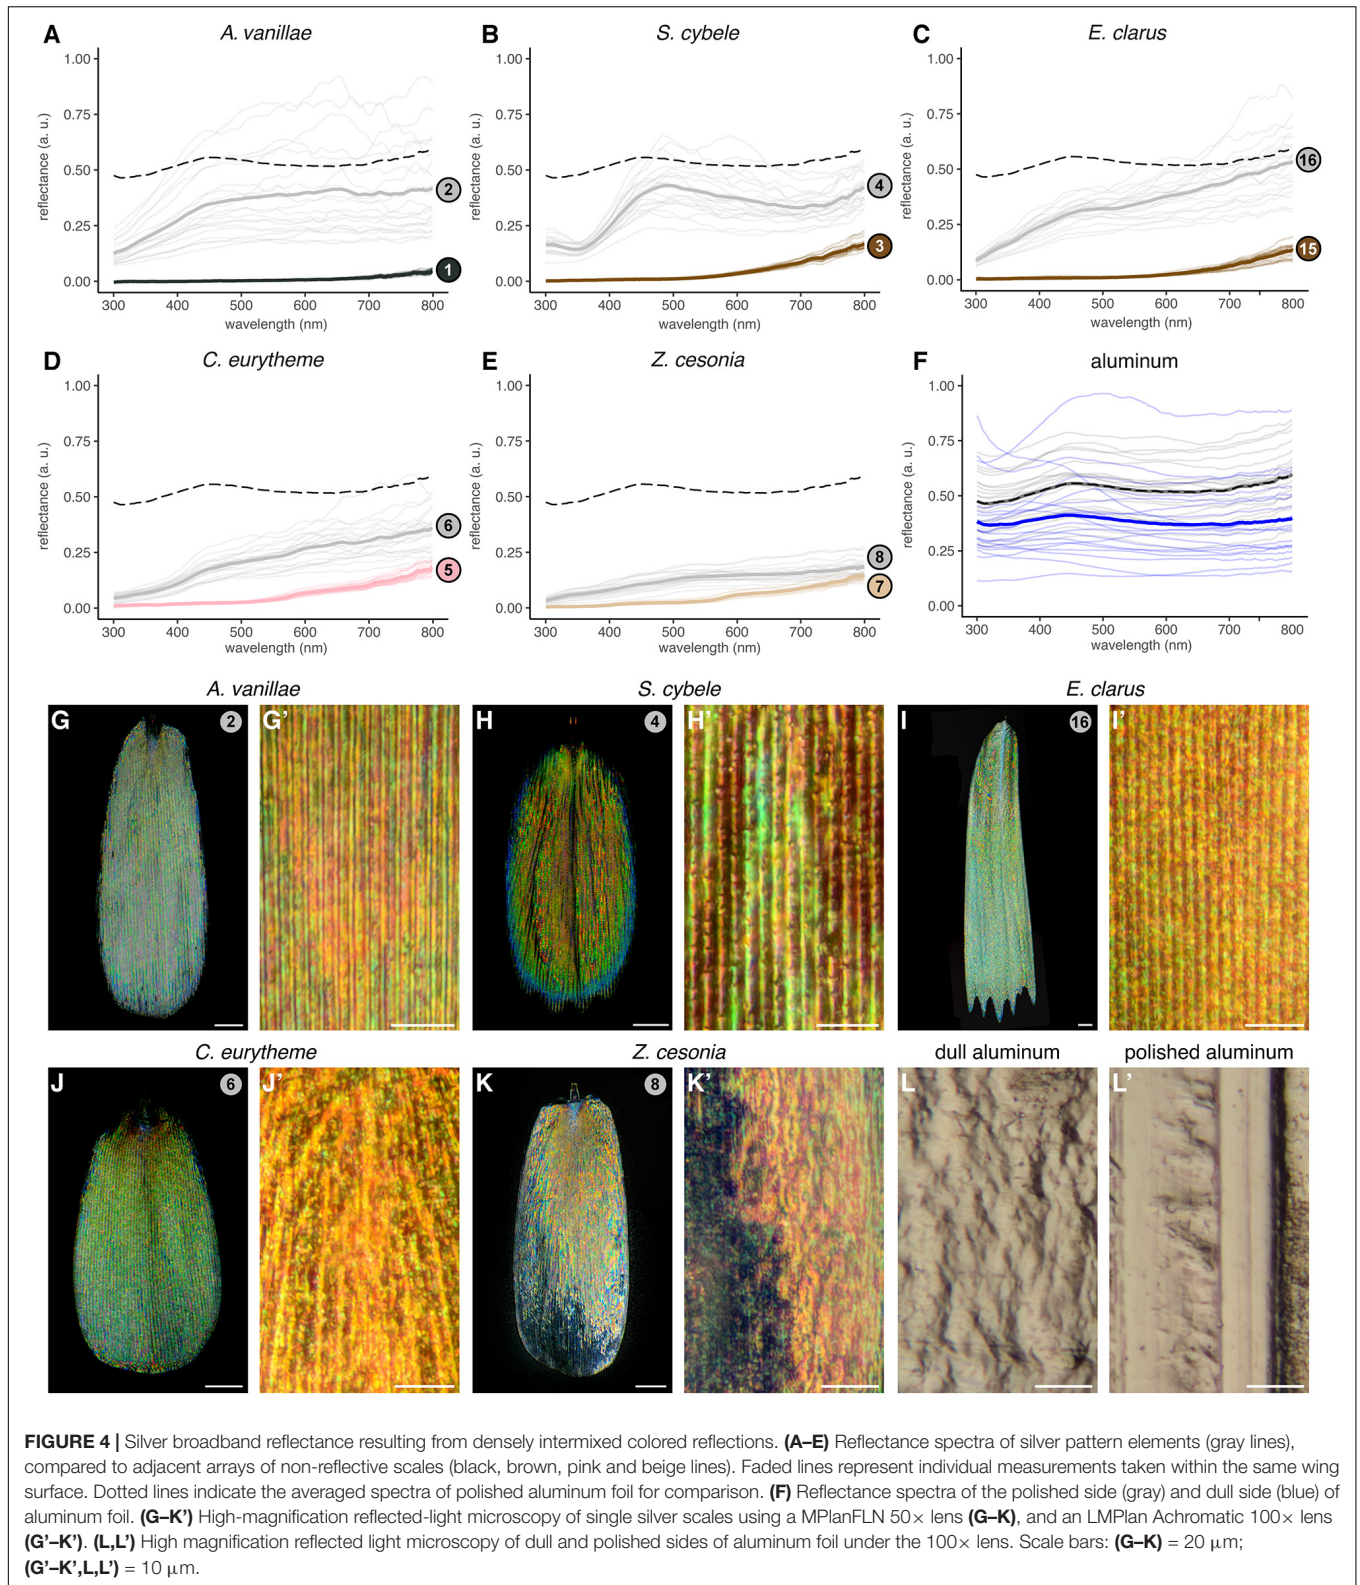 A
A. vanillae
1.00
0.75
0.50
0.25
0.00
reflectance (a. u.)
300 400 500 600 700 800
wavelength (nm)
2
1
B
S. cybele
1.00
0.75
0.50
0.25
0.00
reflectance (a. u.)
300 400 500 600 700 800
wavelength (nm)
4
3
C
E. clarus
1.00
0.75
0.50
0.25
0.00
reflectance (a. u.)
300 400 500 600 700 800
wavelength (nm)
16
15
D
C. eurytheme
1.00
0.75
0.50
0.25
0.00
reflectance (a. u.)
300 400 500 600 700 800
wavelength (nm)
6
5
E
Z. cesonia
1.00
0.75
0.50
0.25
0.00
reflectance (a. u.)
300 400 500 600 700 800
wavelength (nm)
8
7
F
aluminum
1.00
0.75
0.50
0.25
0.00
reflectance (a. u.)
300 400 500 600 700 800
wavelength (nm)
A. vanillae
G
2
G'
S. cybele
H
4
H'
E. clarus
I
16
I'
C. eurytheme
J
6
J'
Z. cesonia
K
8
K'
dull aluminum
L
polished aluminum
L'
FIGURE 4 | Silver broadband reflectance resulting from densely intermixed colored reflections. (A–E) Reflectance spectra of silver pattern elements (gray lines),
compared to adjacent arrays of non-reflective scales (black, brown, pink and beige lines). Faded lines represent individual measurements taken within the same wing
surface. Dotted lines indicate the averaged spectra of polished aluminum foil for comparison. (F) Reflectance spectra of the polished side (gray) and dull side (blue) of
aluminum foil. (G–K’) High-magnification reflected-light microscopy of single silver scales using a MPlanFLN 50× lens (G–K), and an LMPlan Achromatic 100× lens
(G’–K’). (L,L’) High magnification reflected light microscopy of dull and polished sides of aluminum foil under the 100× lens. Scale bars: (G–K) = 20 μm;
(G’–K’,L,L’) = 10 μm.